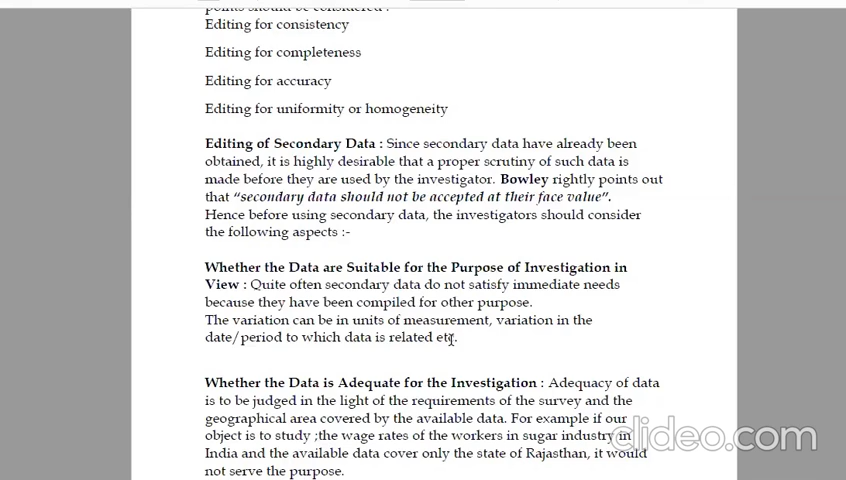 points should be considered :
Editing for consistency
Editing for completeness
Editing for accuracy
Editing for uniformity or homogeneity
Editing of Secondary Data : Since secondary data have already been
obtained, it is highly desirable that a proper scrutiny of such data is
made before they are used by the investigator. Bowley rightly points out
that “secondary data should not be accepted at their face value”.
Hence before using secondary data, the investigators should consider
the following aspects :-
Whether the Data are Suitable for the Purpose of Investigation in
View : Quite often secondary data do not satisfy immediate needs
because they have been compiled for other purpose.
The variation can be in units of measurement, variation in the
date/period to which data is related etc.
Whether the Data is Adequate for the Investigation : Adequacy of data
is to be judged in the light of the requirements of the survey and the
geographical area covered by the available data. For example if our
object is to study ;the wage rates of the workers in sugar industry in
India and the available data cover only the state of Rajasthan, it would
not serve the purpose.
clideo.com